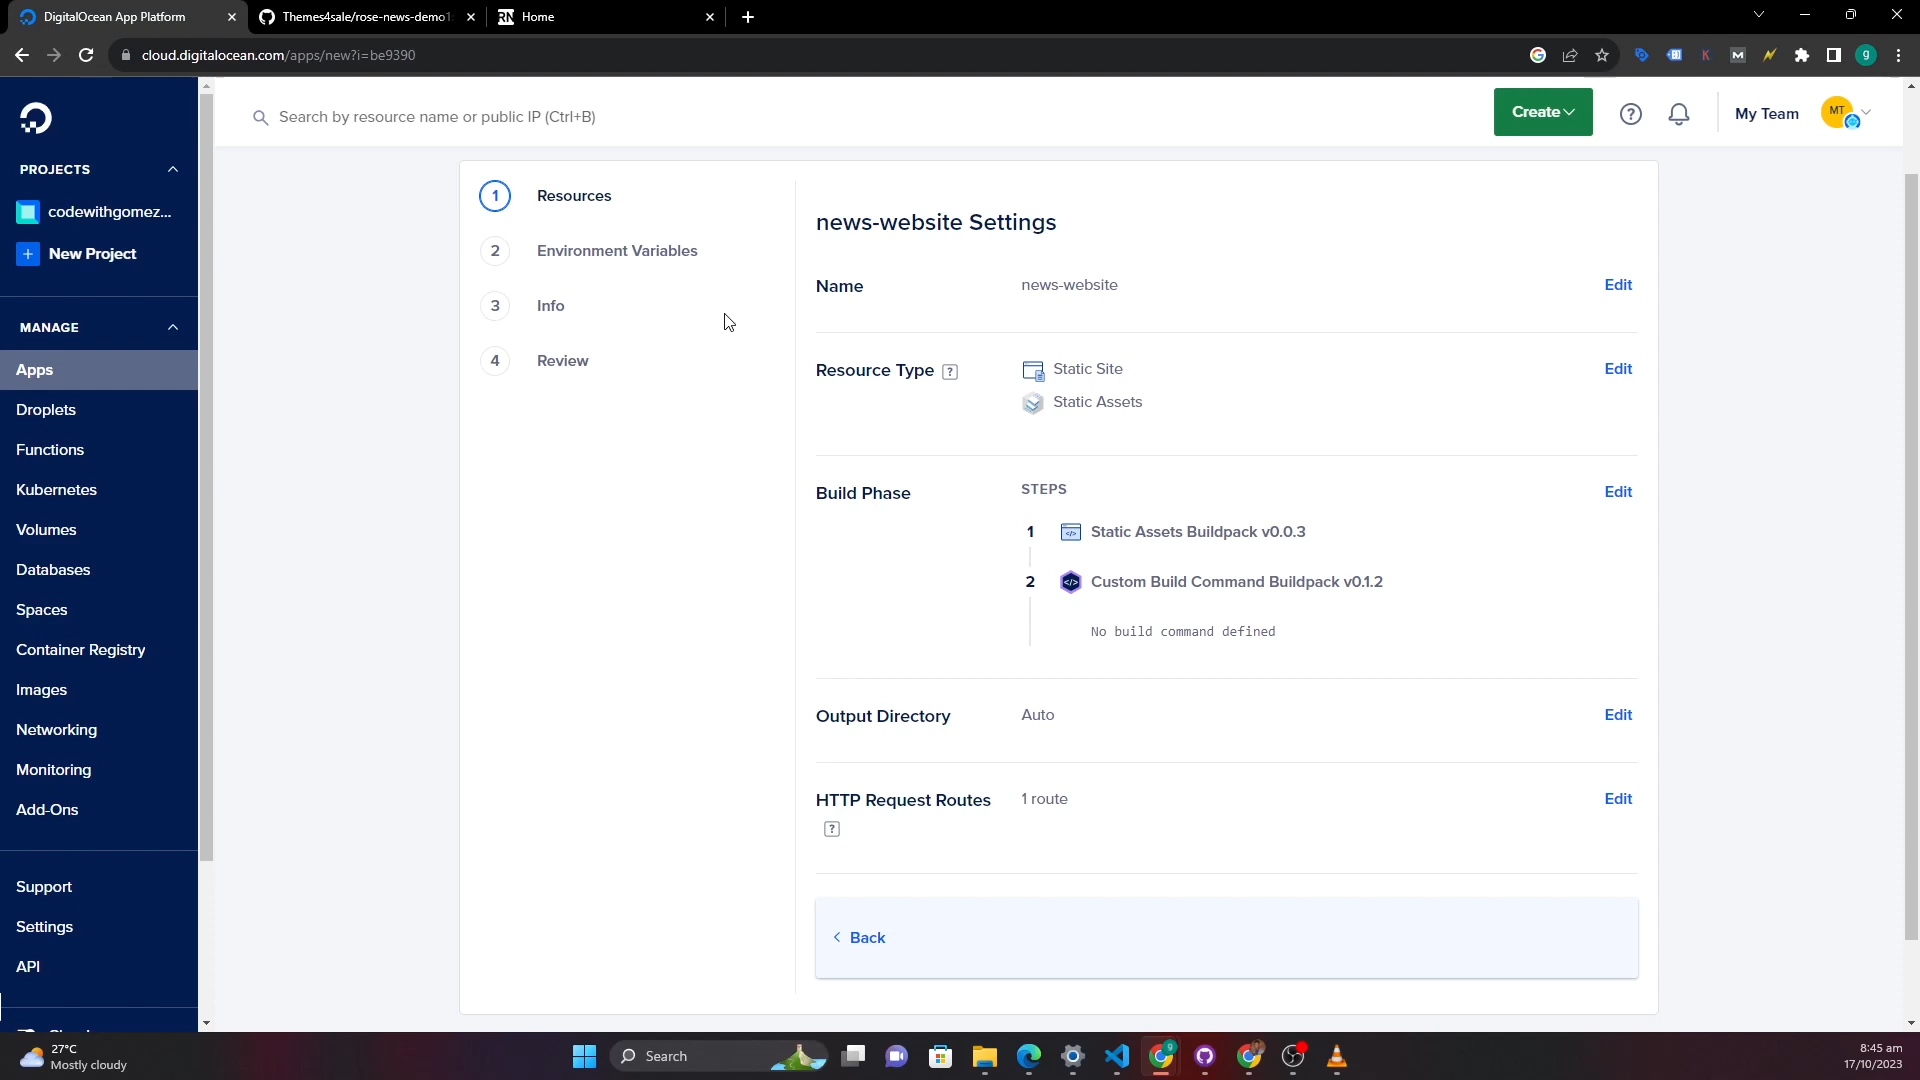 DigitalOcean App Platform
Themes4sale/rose-news-demo1
RN Home
cloud.digitalocean.com/apps/new?i=be9390
g
Search by resource name or public IP (Ctrl+B)
Create
My Team
MT
PROJECTS
codewithgomez...
New Project
MANAGE
Apps
Droplets
Functions
Kubernetes
Volumes
Databases
Spaces
Container Registry
Images
Networking
Monitoring
Add-Ons
Support
Settings
API
1 Resources
2 Environment Variables
3 Info
4 Review
news-website Settings
Name news-website Edit
Resource Type ? Static Site Edit
Static Assets
Build Phase STEPS Edit
1 Static Assets Buildpack v0.0.3
2 Custom Build Command Buildpack v0.1.2
No build command defined
Output Directory Auto Edit
HTTP Request Routes 1 route Edit
?
< Back
27°C
Mostly cloudy
Search
8:45 am
17/10/2023